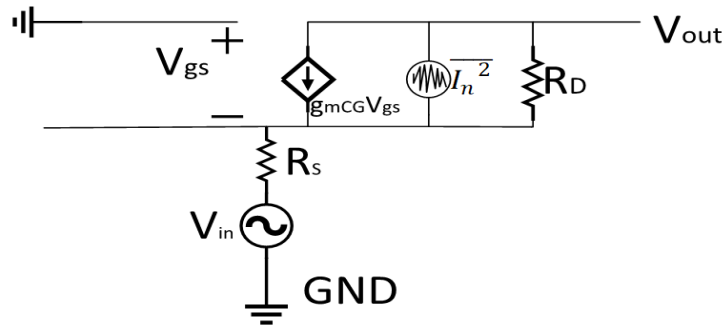 Vout
+
Vgs
In²
RD
gmCGVgs
−
Rs
Vin
GND